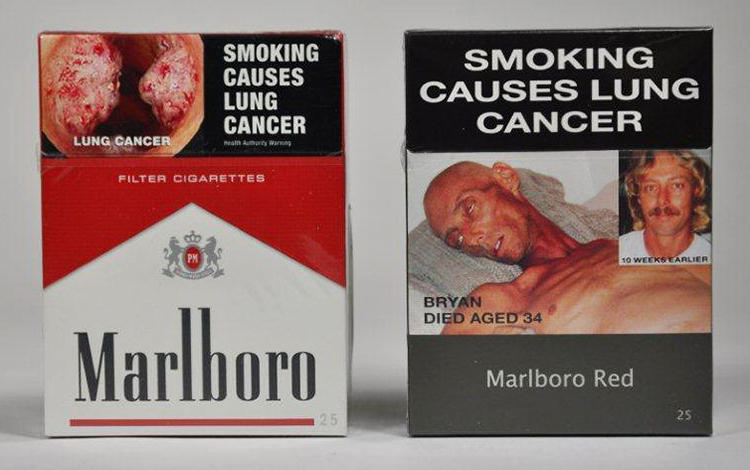 SMOKING
CAUSES
LUNG
CANCER
Health Authority Warning
LUNG CANCER
FILTER CIGARETTES
PM
Marlboro
25
SMOKING
CAUSES LUNG
CANCER
10 WEEKS EARLIER
BRYAN
DIED AGED 34
Marlboro Red
25